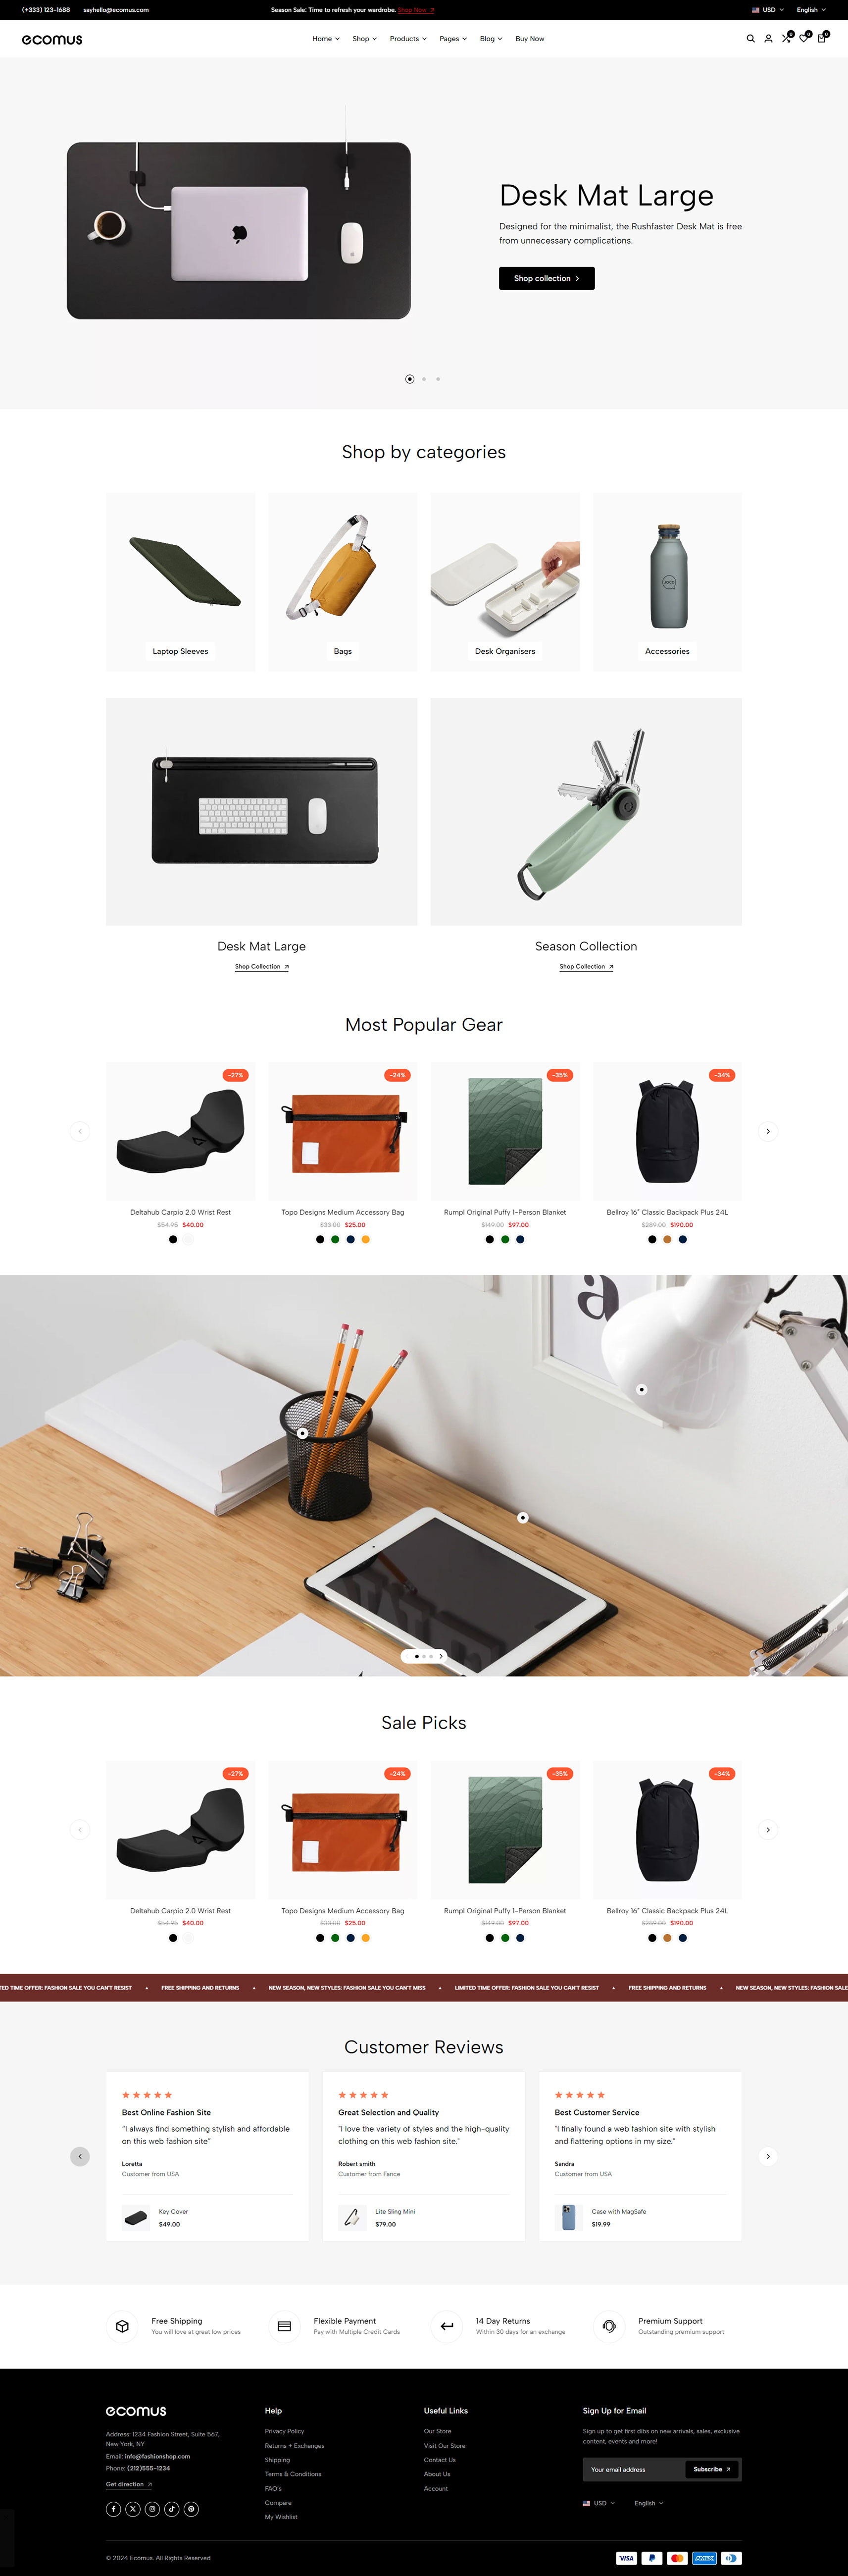 (+333) 123-1688
sayhello@ecomus.com
Season Sale: Time to refresh your wardrobe. Shop Now
USD
English
ecomus
Home
Shop
Products
Pages
Blog
Buy Now
0
0
0
Desk Mat Large
Designed for the minimalist, the Rushfaster Desk Mat is free
from unnecessary complications.
Shop collection
Shop by categories
Laptop Sleeves
Bags
Desk Organisers
Accessories
Desk Mat Large
Shop Collection
Season Collection
Shop Collection
Most Popular Gear
-27%
-24%
-35%
-34%
Deltahub Carpio 2.0 Wrist Rest
$54.95 $40.00
Topo Designs Medium Accessory Bag
$33.00 $25.00
Rumpl Original Puffy 1-Person Blanket
$149.00 $97.00
Bellroy 16" Classic Backpack Plus 24L
$289.00 $190.00
a
Sale Picks
-27%
-24%
-35%
-34%
Deltahub Carpio 2.0 Wrist Rest
$54.95 $40.00
Topo Designs Medium Accessory Bag
$33.00 $25.00
Rumpl Original Puffy 1-Person Blanket
$149.00 $97.00
Bellroy 16" Classic Backpack Plus 24L
$289.00 $190.00
TED TIME OFFER: FASHION SALE YOU CAN'T RESIST
FREE SHIPPING AND RETURNS
NEW SEASON, NEW STYLES: FASHION SALE YOU CAN'T MISS
LIMITED TIME OFFER: FASHION SALE YOU CAN'T RESIST
FREE SHIPPING AND RETURNS
NEW SEASON, NEW STYLES: FASHION SALE
Customer Reviews
Best Online Fashion Site
"I always find something stylish and affordable
on this web fashion site"
Loretta
Customer from USA
Key Cover
$49.00
Great Selection and Quality
"I love the variety of styles and the high-quality
clothing on this web fashion site."
Robert smith
Customer from Fance
Lite Sling Mini
$79.00
Best Customer Service
"I finally found a web fashion site with stylish
and flattering options in my size."
Sandra
Customer from USA
Case with MagSafe
$19.99
Free Shipping
You will love at great low prices
Flexible Payment
Pay with Multiple Credit Cards
14 Day Returns
Within 30 days for an exchange
Premium Support
Outstanding premium support
ecomus
Address: 1234 Fashion Street, Suite 567,
New York, NY
Email: info@fashionshop.com
Phone: (212)555-1234
Get direction
Help
Privacy Policy
Returns + Exchanges
Shipping
Terms & Conditions
FAQ's
Compare
My Wishlist
Useful Links
Our Store
Visit Our Store
Contact Us
About Us
Account
Sign Up for Email
Sign up to get first dibs on new arrivals, sales, exclusive
content, events and more!
Your email address
Subscribe
USD
English
© 2024 Ecomus. All Rights Reserved
VISA
AMEX